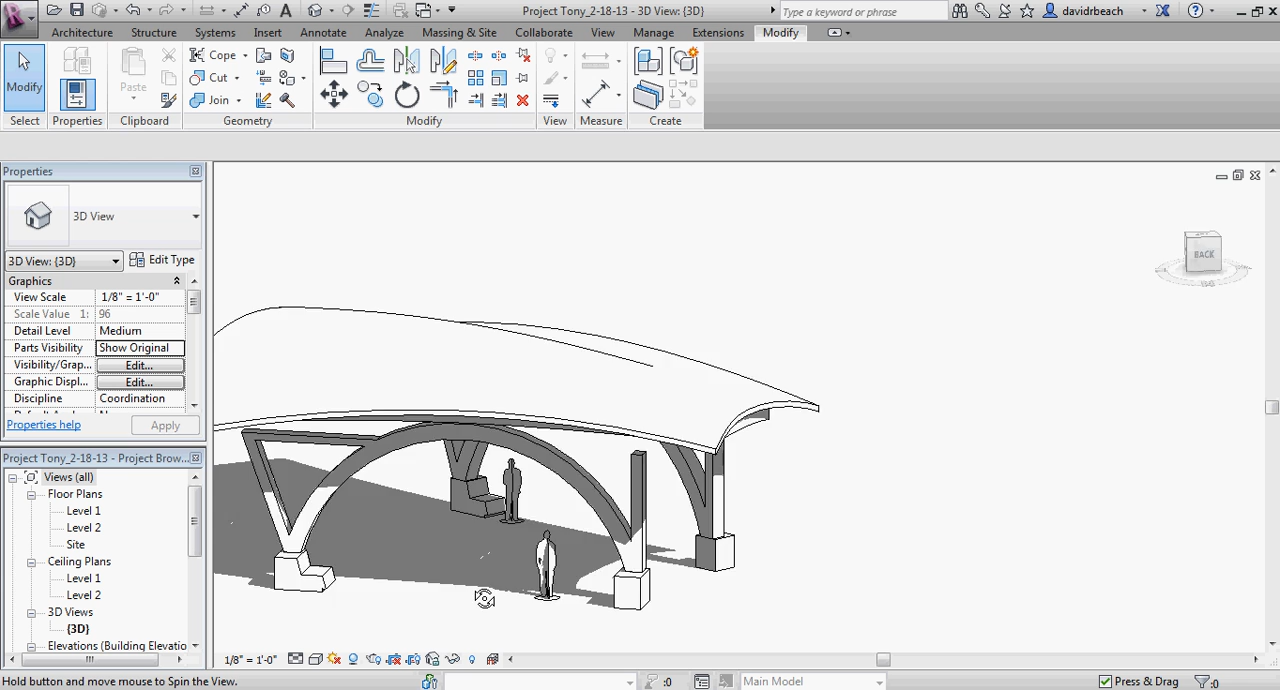 Project Tony_2-18-13 - 3D View: {3D}
Type a keyword or phrase
davidrbeach
Architecture Structure Systems Insert Annotate Analyze Massing & Site Collaborate View Manage Extensions Modify
Modify
Paste
Cope
Cut
Join
Select Properties Clipboard Geometry Modify View Measure Create
Properties
3D View
3D View: {3D} Edit Type
Graphics
View Scale 1/8" = 1'-0"
Scale Value 1: 96
Detail Level Medium
Parts Visibility Show Original
Visibility/Grap... Edit...
Graphic Displ... Edit...
Discipline Coordination
Properties help Apply
Project Tony_2-18-13 - Project Brow...
Views (all)
Floor Plans
Level 1
Level 2
Site
Ceiling Plans
Level 1
Level 2
3D Views
{3D}
Elevations (Building Elevatio
BACK
1/8" = 1'-0"
Hold button and move mouse to Spin the View.
:0
Main Model
Press & Drag
:0